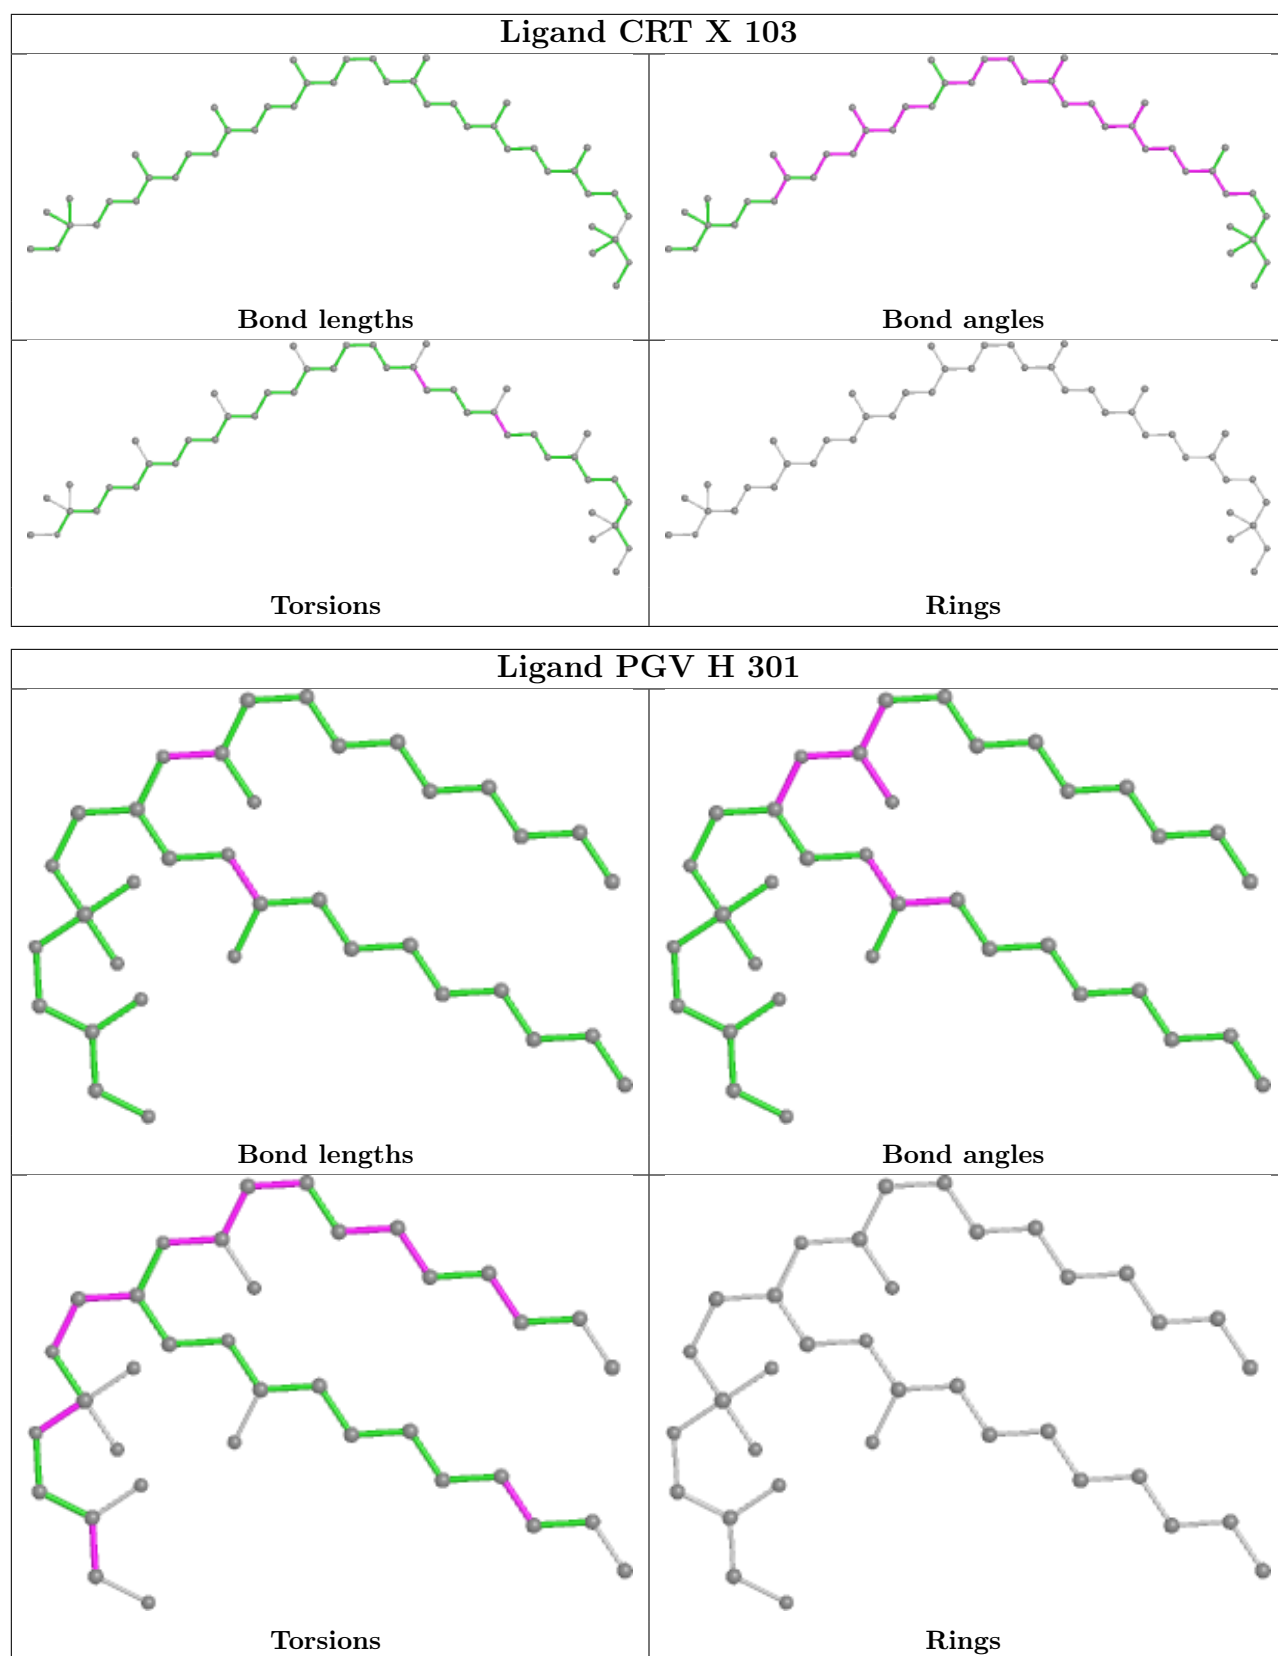 Ligand CRT X 103
Bond lengths
Bond angles
Torsions
Rings
Ligand PGV H 301
Bond lengths
Bond angles
Torsions
Rings